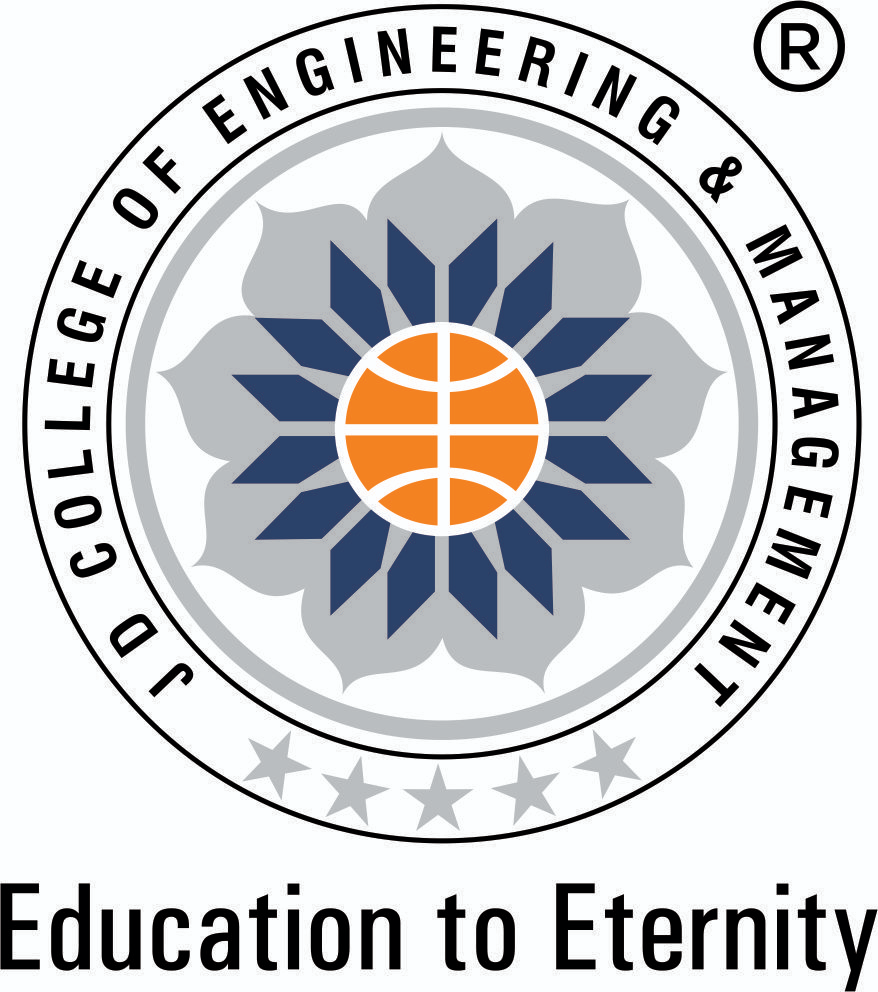 JD COLLEGE OF ENGINEERING & MANAGEMENT
®
Education to Eternity